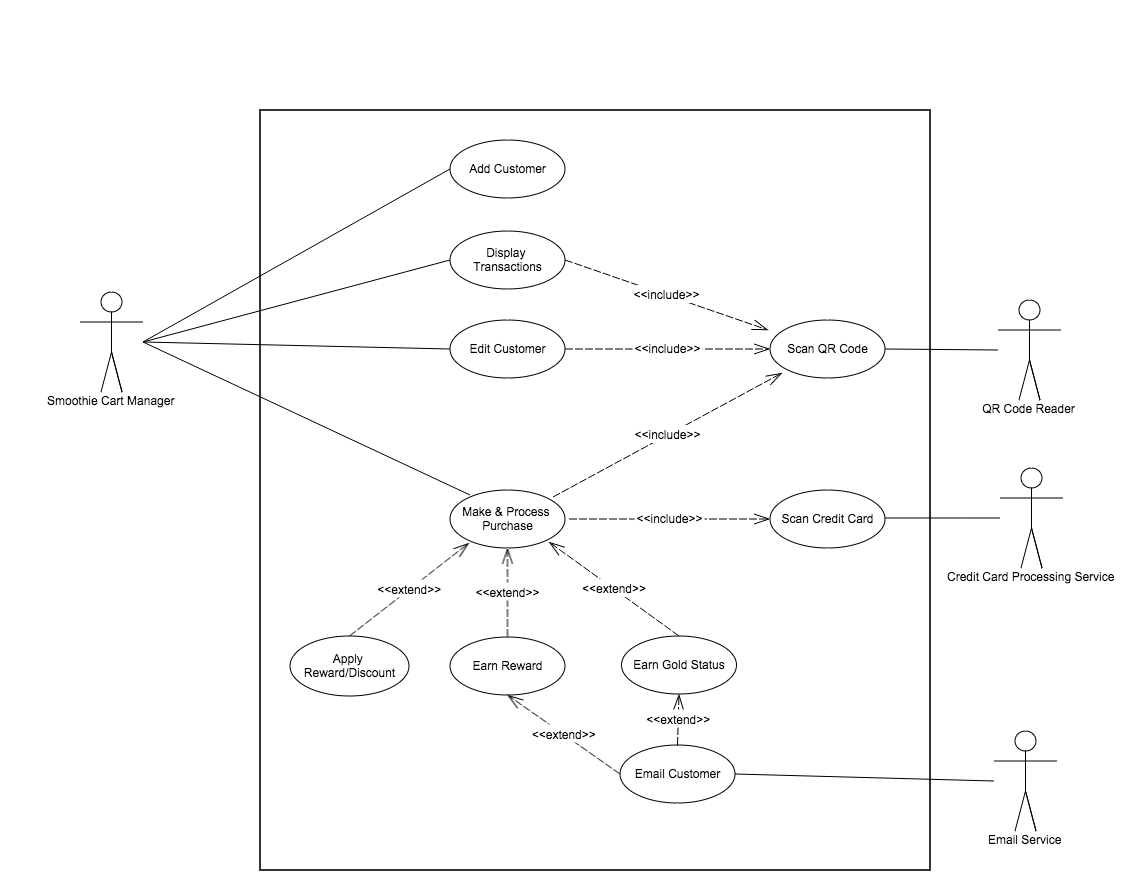 Add Customer
Display
Transactions
<<include>>
Edit Customer
<<include>>
Scan QR Code
Smoothie Cart Manager
QR Code Reader
<<include>>
Make & Process
Purchase
<<include>>
Scan Credit Card
Credit Card Processing Service
<<extend>>
<<extend>>
<<extend>>
Apply
Reward/Discount
Earn Reward
Earn Gold Status
<<extend>>
<<extend>>
Email Customer
Email Service